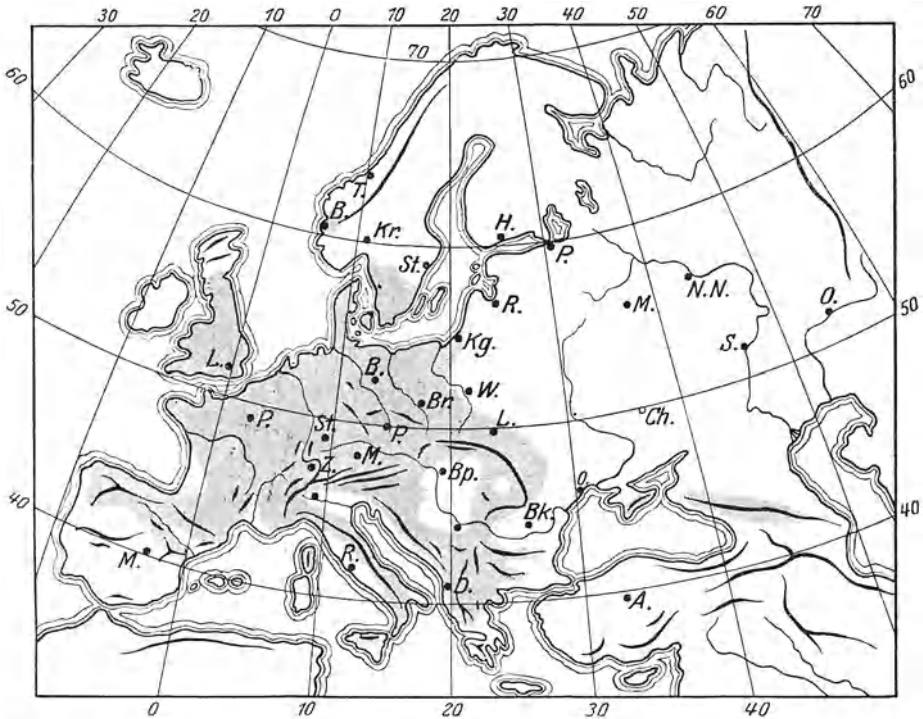 30 20 10 0 10 20 30 40 50 60 70
70
60 60
T.
B. Kr. H.
St. P.
N.N.
R. M. O.
50 50
Kg. S.
L. B. W.
Br. Ch.
P. St. P. L.
Z. M. Bp.
O.
40 Bk. 40
M. R.
D. A.
0 10 20 30 40